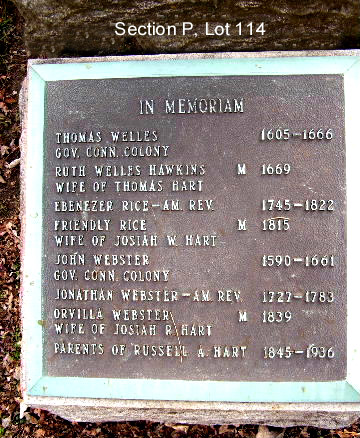 Section P, Lot 114
IN MEMORIAM
THOMAS WELLES 1605-1666
GOV. CONN. COLONY
RUTH WELLES HAWKINS M 1669
WIFE OF THOMAS HART
EBENEZER RICE-AM. REV. 1745-1822
FRIENDLY RICE M 1815
WIFE OF JOSIAH W. HART
JOHN WEBSTER 1590-1661
GOV. CONN. COLONY
JONATHAN WEBSTER-AM REV. 1727-1783
ORVILLA WEBSTER M 1839
WIFE OF JOSIAH R. HART
PARENTS OF RUSSELL A. HART 1845-1936